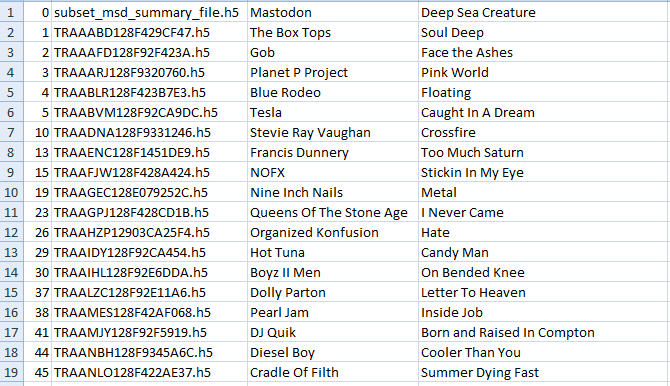 1 0 subset_msd_summary_file.h5 Mastodon Deep Sea Creature
2 1 TRAAABD128F429CF47.h5 The Box Tops Soul Deep
3 2 TRAAAFD128F92F423A.h5 Gob Face the Ashes
4 3 TRAAARJ128F9320760.h5 Planet P Project Pink World
5 4 TRAABLR128F423B7E3.h5 Blue Rodeo Floating
6 5 TRAABVM128F92CA9DC.h5 Tesla Caught In A Dream
7 10 TRAADNA128F9331246.h5 Stevie Ray Vaughan Crossfire
8 13 TRAAENC128F1451DE9.h5 Francis Dunnery Too Much Saturn
9 15 TRAAFJW128F428A424.h5 NOFX Stickin In My Eye
10 19 TRAAGEC128E079252C.h5 Nine Inch Nails Metal
11 23 TRAAGPJ128F428CD1B.h5 Queens Of The Stone Age I Never Came
12 26 TRAAHZP12903CA25F4.h5 Organized Konfusion Hate
13 29 TRAAIDY128F92CA454.h5 Hot Tuna Candy Man
14 30 TRAAIHL128F92E6DDA.h5 Boyz II Men On Bended Knee
15 37 TRAALZC128F92E11A6.h5 Dolly Parton Letter To Heaven
16 38 TRAAMES128F42AF068.h5 Pearl Jam Inside Job
17 41 TRAAMJY128F92F5919.h5 DJ Quik Born and Raised In Compton
18 44 TRAANBH128F9345A6C.h5 Diesel Boy Cooler Than You
19 45 TRAANLO128F422AE37.h5 Cradle Of Filth Summer Dying Fast